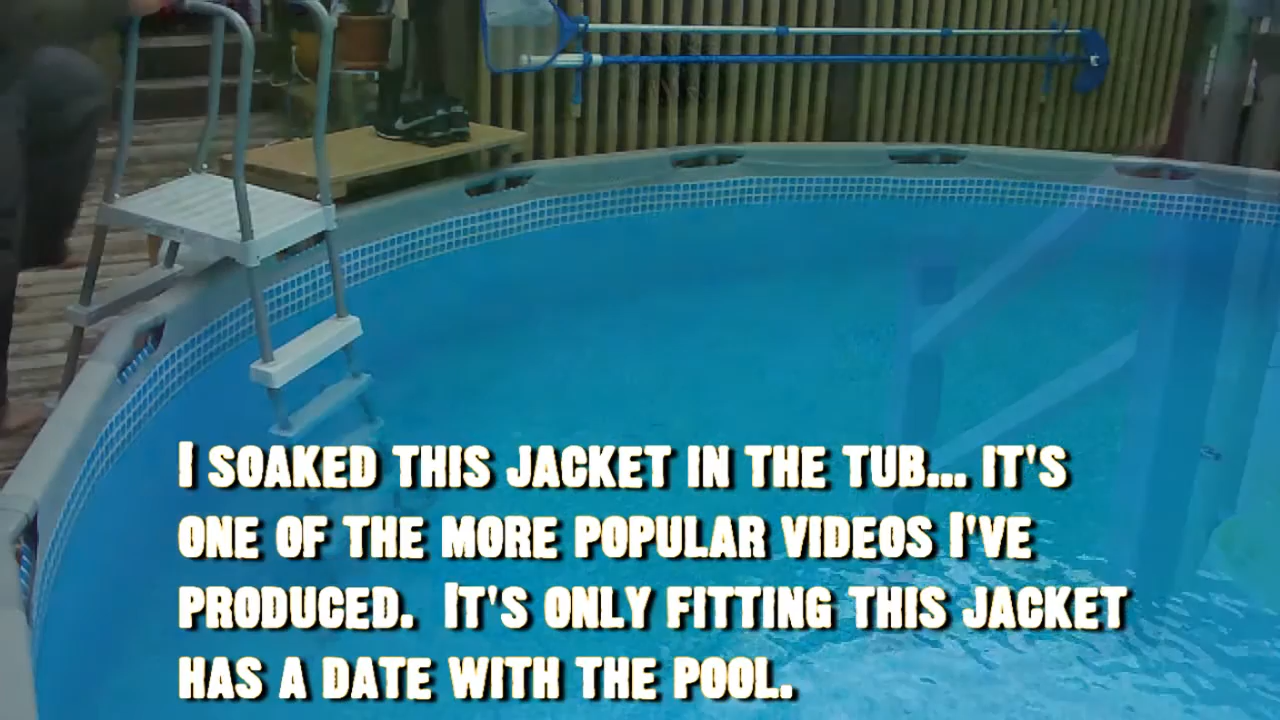 I soaked this jacket in the tub... it's
one of the more popular videos I've
produced.  It's only fitting this jacket
has a date with the pool.